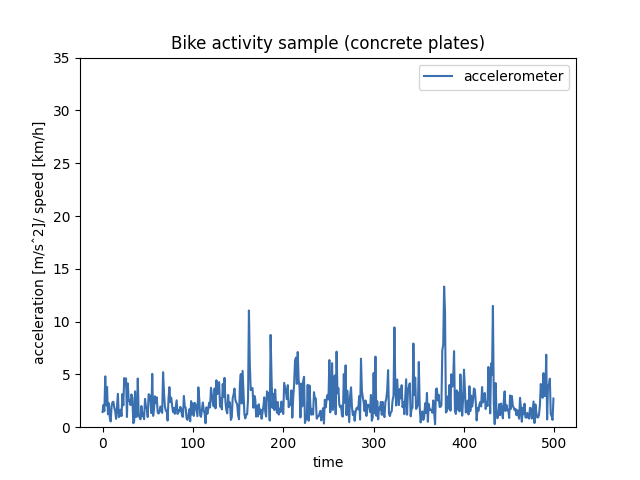 Bike activity sample (concrete plates)
accelerometer
acceleration [m/sˆ2]/ speed [km/h]
35
30
25
20
15
10
5
0
0 100 200 300 400 500
time